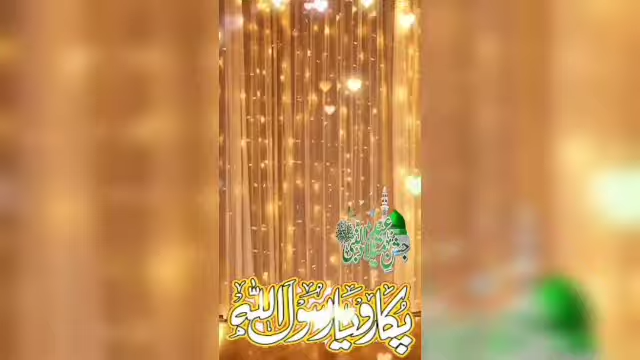 جشن عید میلاد النبی
پکارو یا رسول اللہ